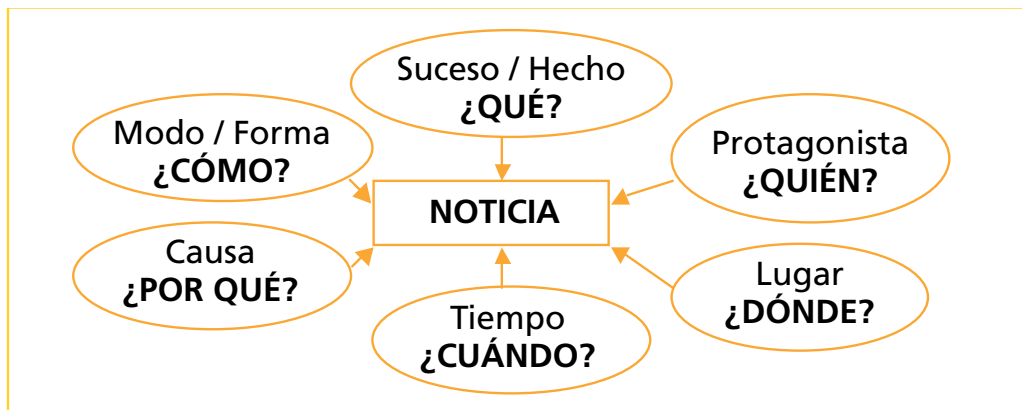 Suceso / Hecho
¿QUÉ?
Modo / Forma
¿CÓMO?
Protagonista
¿QUIÉN?
NOTICIA
Causa
¿POR QUÉ?
Lugar
¿DÓNDE?
Tiempo
¿CUÁNDO?